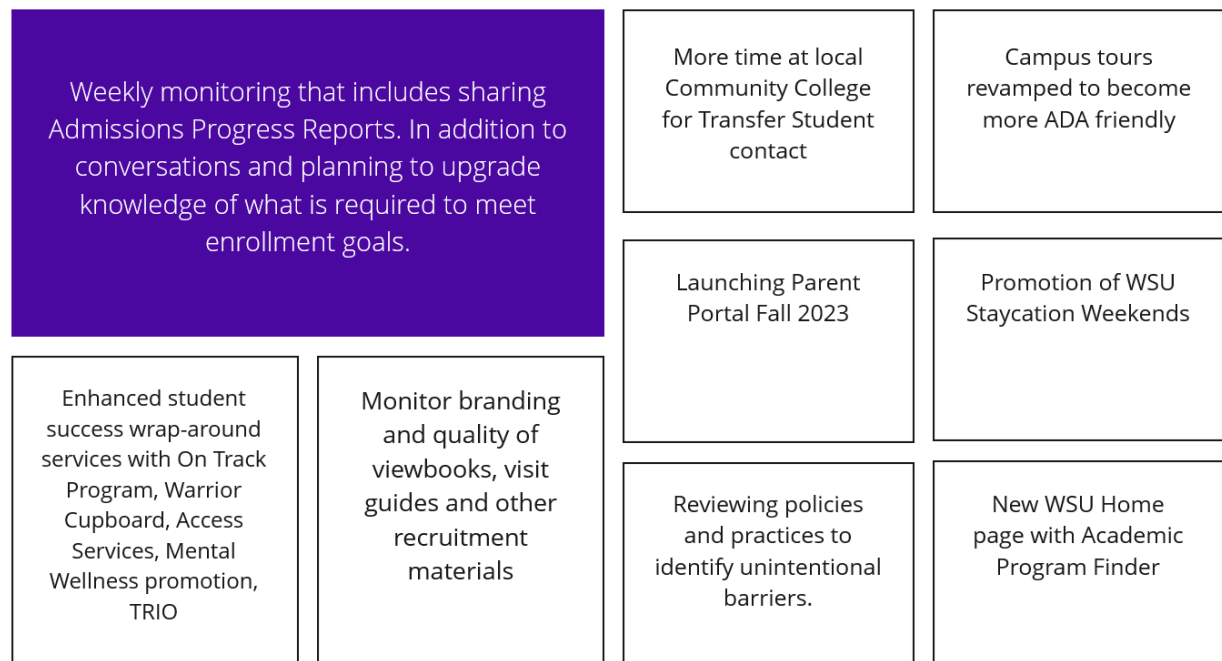 Weekly monitoring that includes sharing
Admissions Progress Reports. In addition to
conversations and planning to upgrade
knowledge of what is required to meet
enrollment goals.
More time at local
Community College
for Transfer Student
contact
Campus tours
revamped to become
more ADA friendly
Launching Parent
Portal Fall 2023
Promotion of WSU
Staycation Weekends
Enhanced student
success wrap-around
services with On Track
Program, Warrior
Cupboard, Access
Services, Mental
Wellness promotion,
TRIO
Monitor branding
and quality of
viewbooks, visit
guides and other
recruitment
materials
Reviewing policies
and practices to
identify unintentional
barriers.
New WSU Home
page with Academic
Program Finder